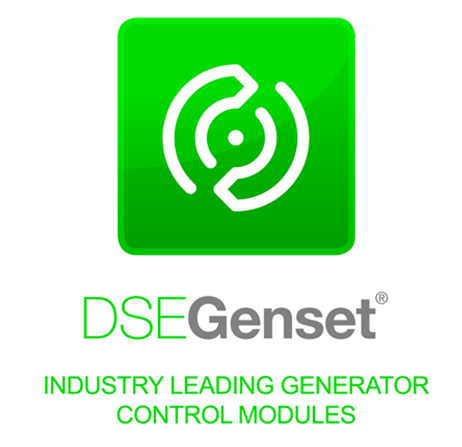 DSEGenset®
INDUSTRY LEADING GENERATOR
CONTROL MODULES